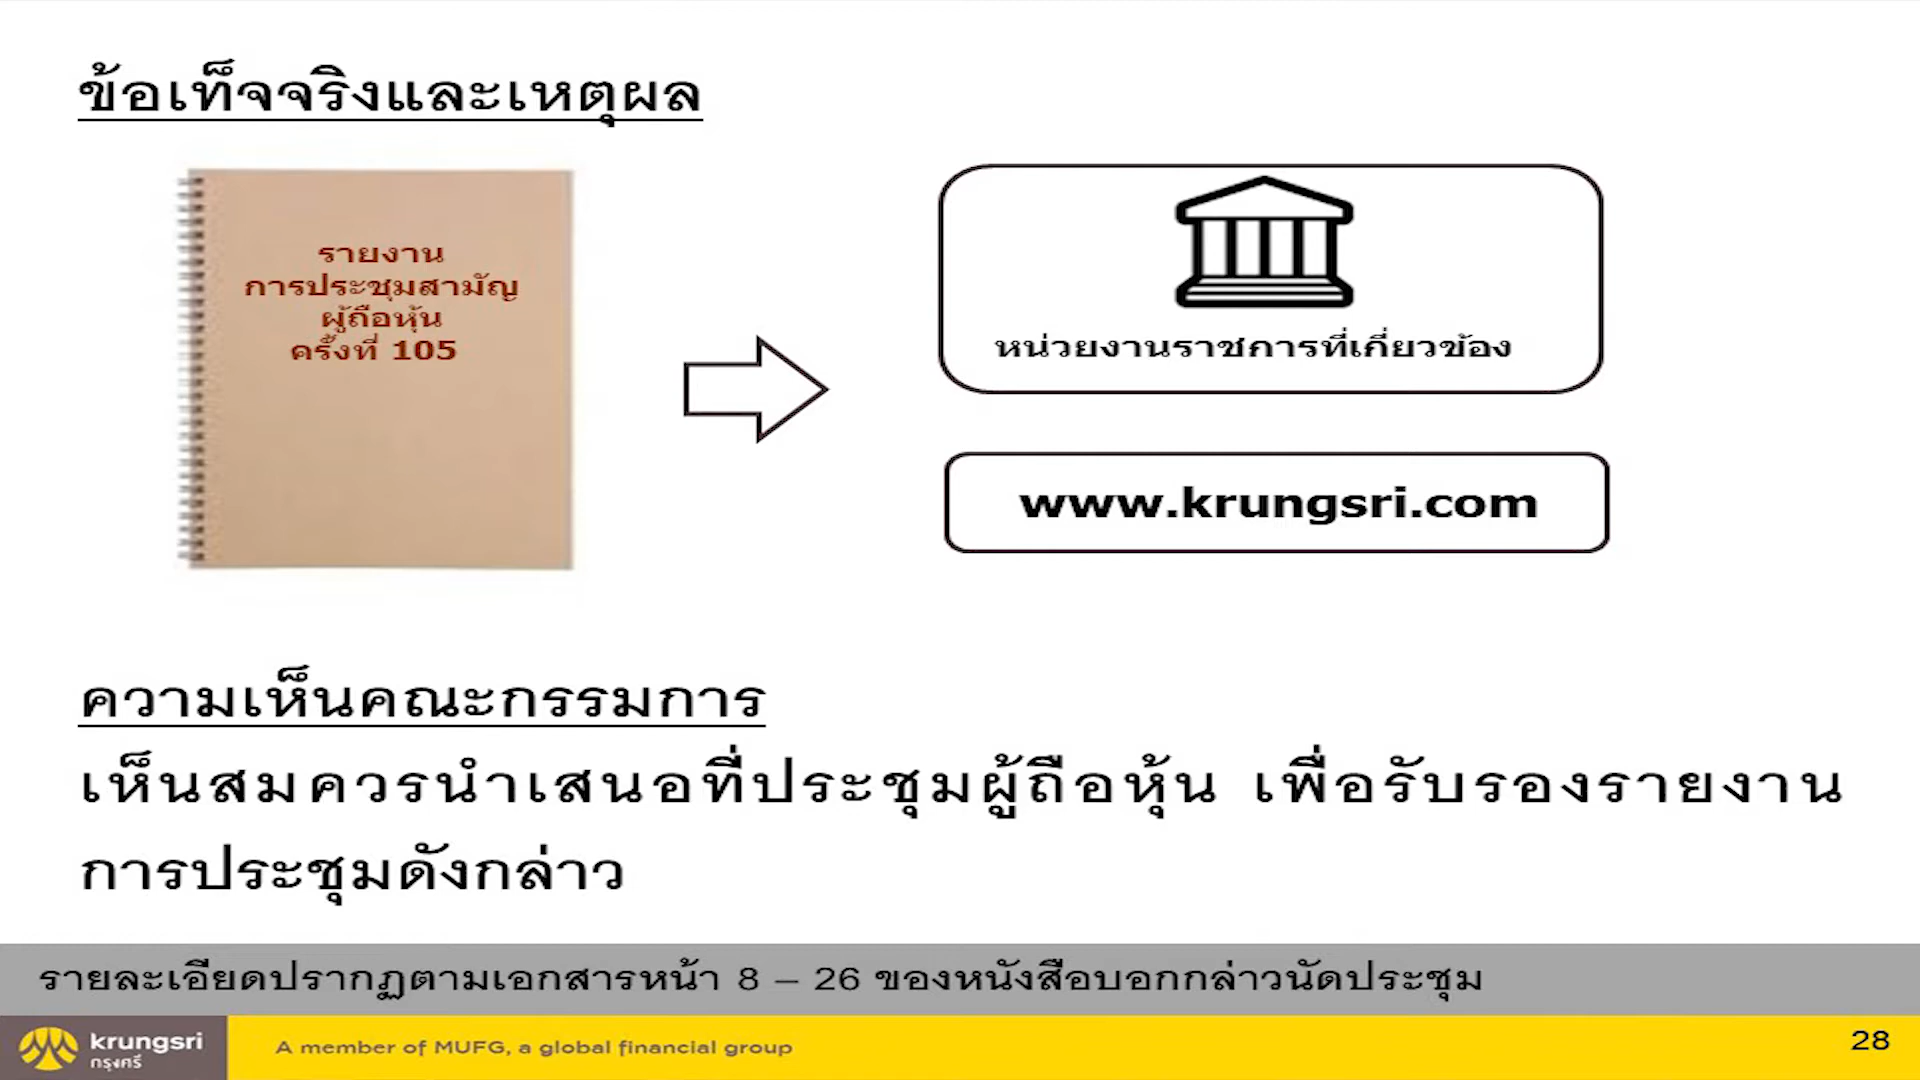 ข้อเท็จจริงและเหตุผล
รายงาน
การประชุมสามัญ
ผู้ถือหุ้น
ครั้งที่ 105
หน่วยงานราชการที่เกี่ยวข้อง
www.krungsri.com
ความเห็นคณะกรรมการ
เห็นสมควรนำเสนอที่ประชุมผู้ถือหุ้น เพื่อรับรองรายงาน
การประชุมดังกล่าว
รายละเอียดปรากฏตามเอกสารหน้า 8 – 26 ของหนังสือบอกกล่าวนัดประชุม
krungsri
กรุงศรี
A member of MUFG, a global financial group
28